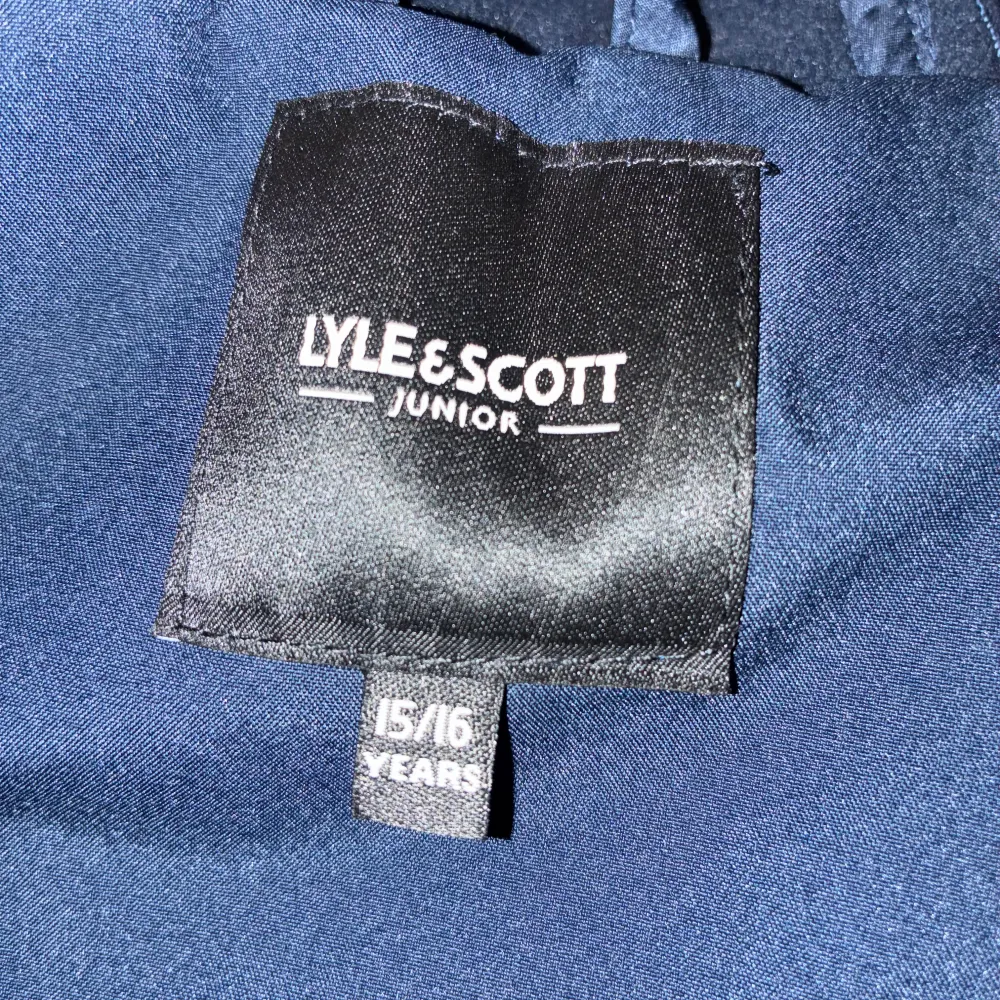 LYLE&SCOTT
JUNIOR
15/16
YEARS